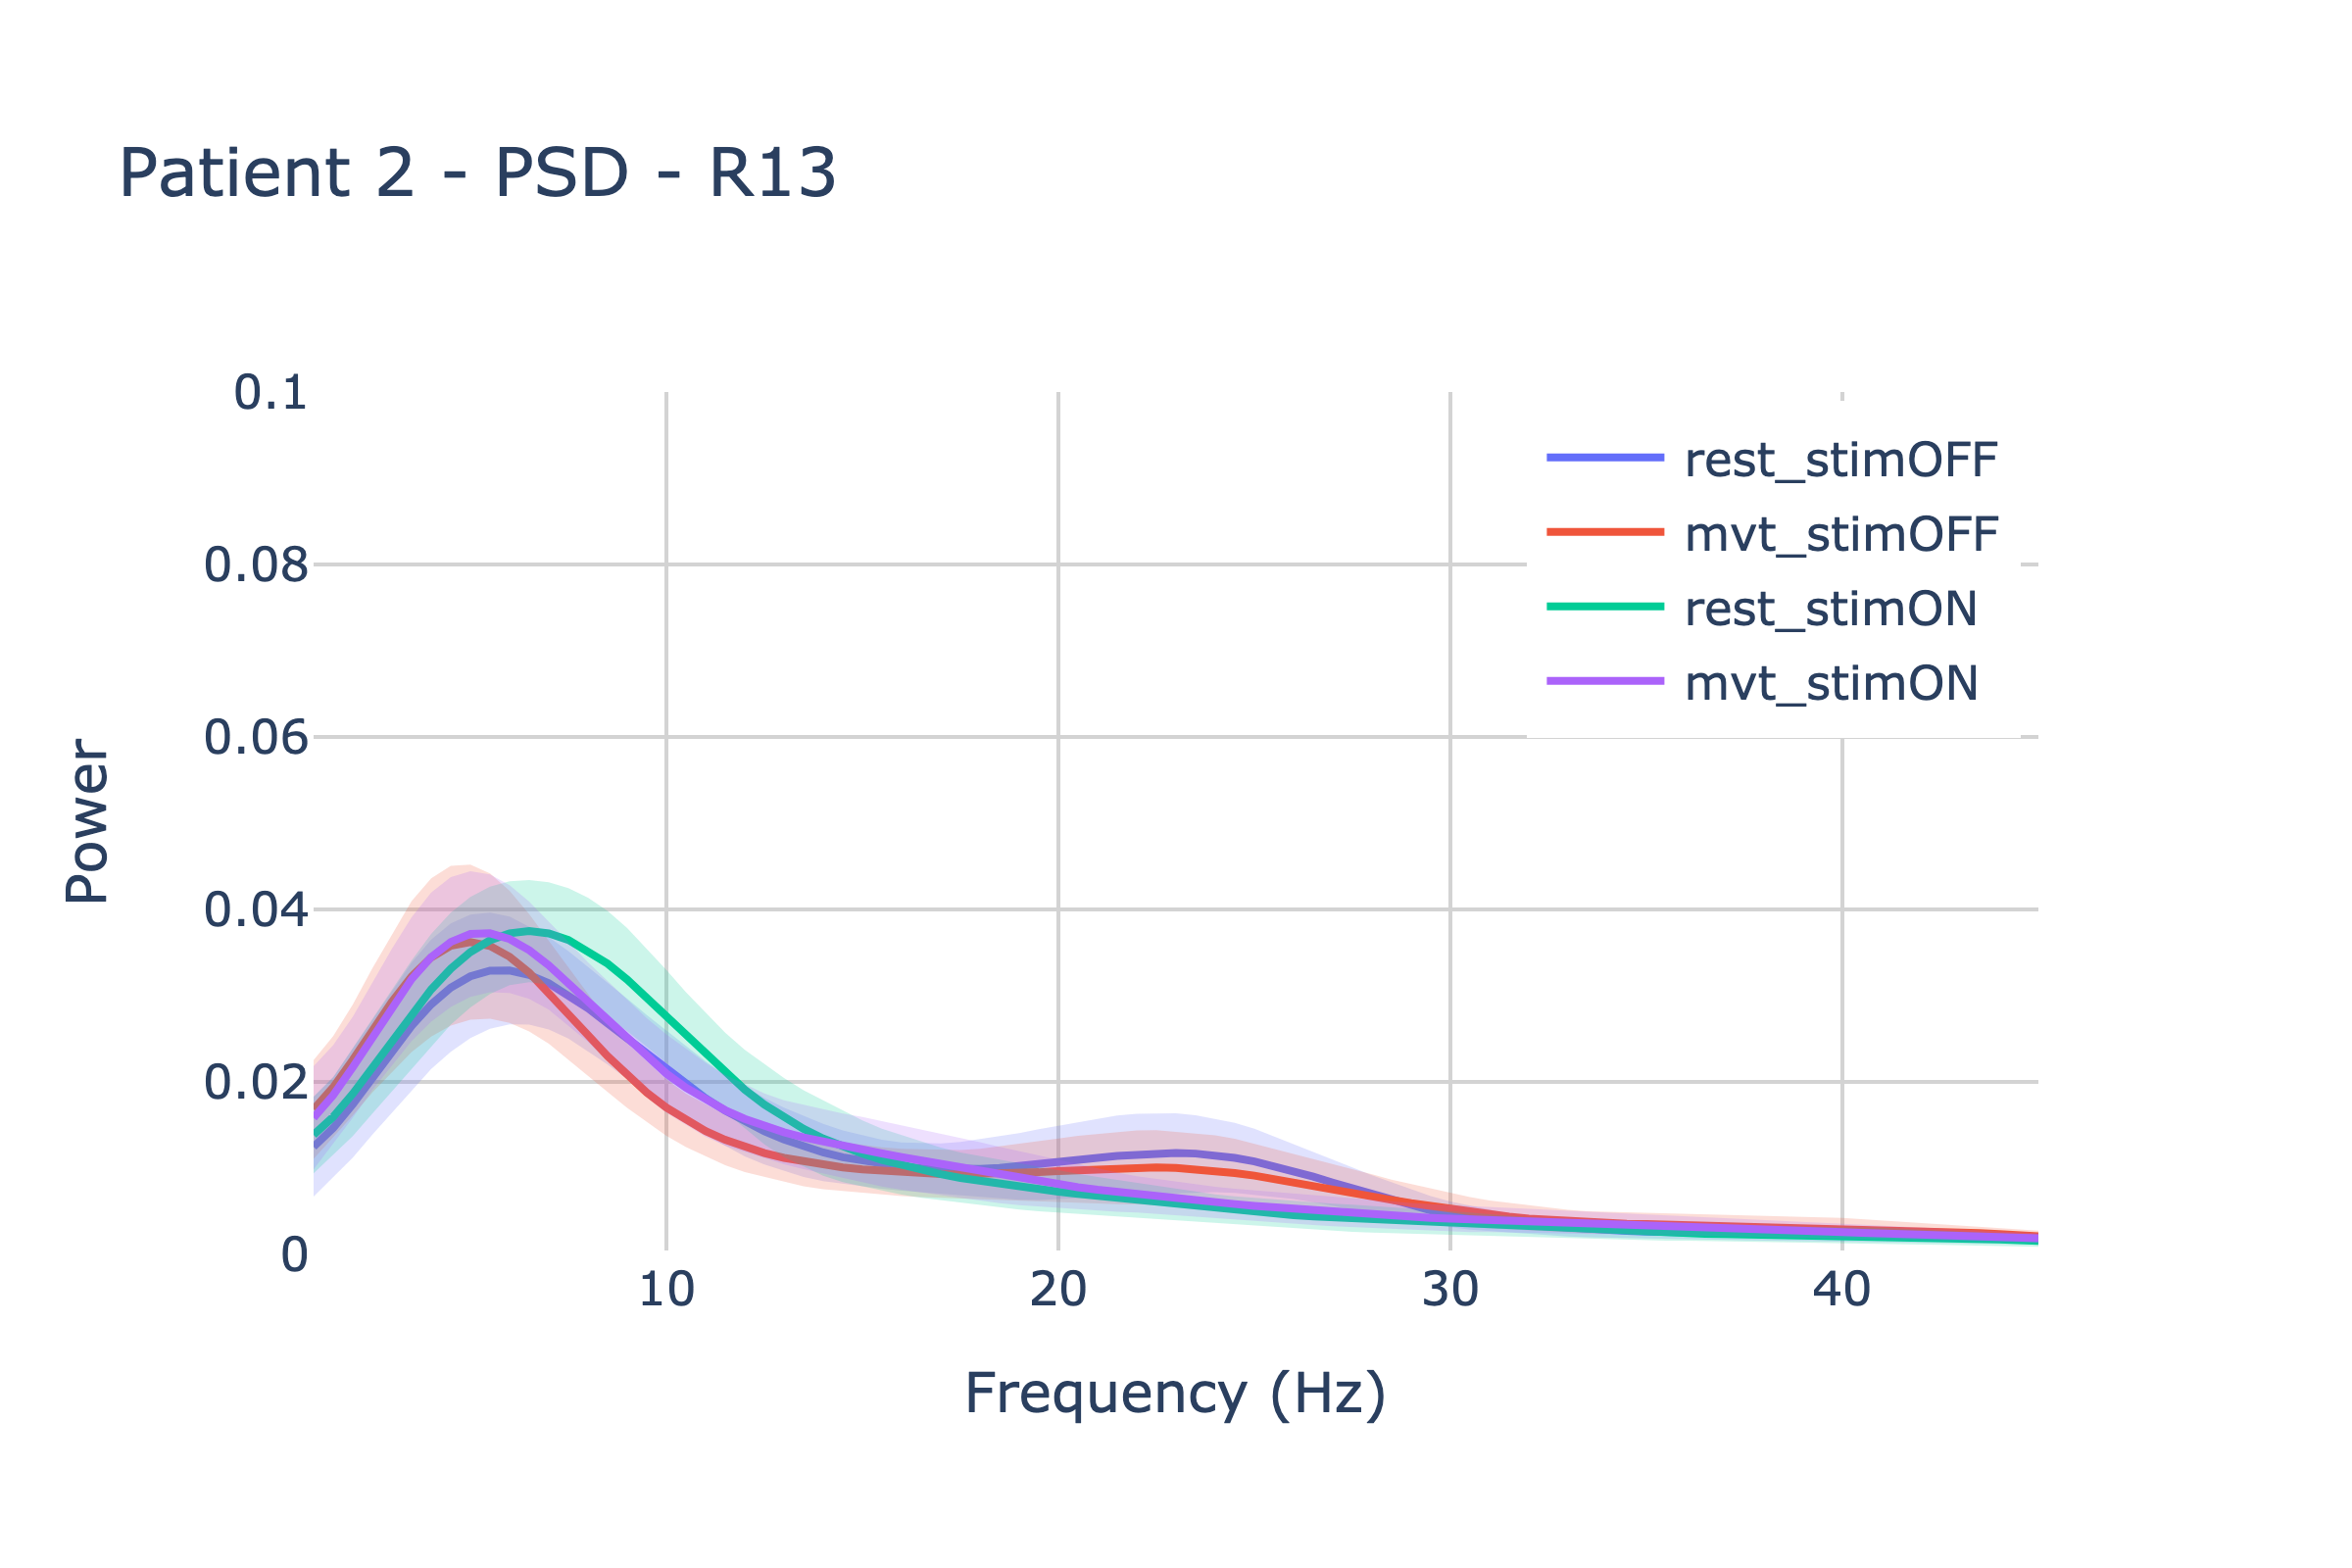 Patient 2 - PSD - R13
0.1
0.08
0.06
0.04
0.02
0
Power
10 20 30 40
Frequency (Hz)
rest_stimOFF
mvt_stimOFF
rest_stimON
mvt_stimON